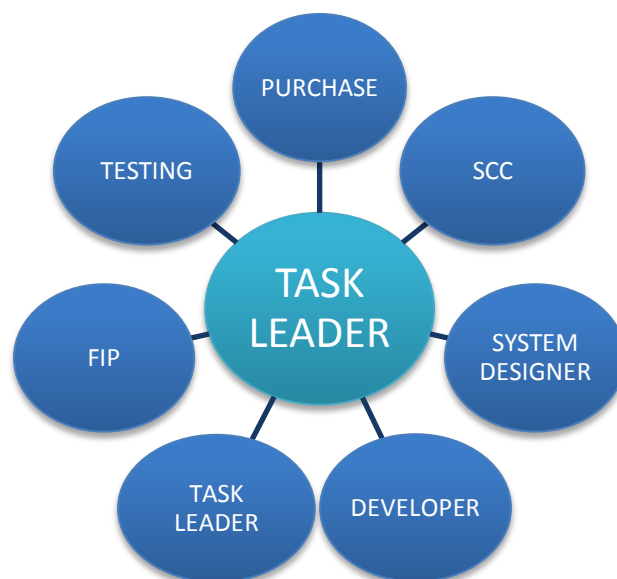 PURCHASE
TESTING
SCC
TASK
LEADER
FIP
SYSTEM
DESIGNER
TASK
LEADER
DEVELOPER